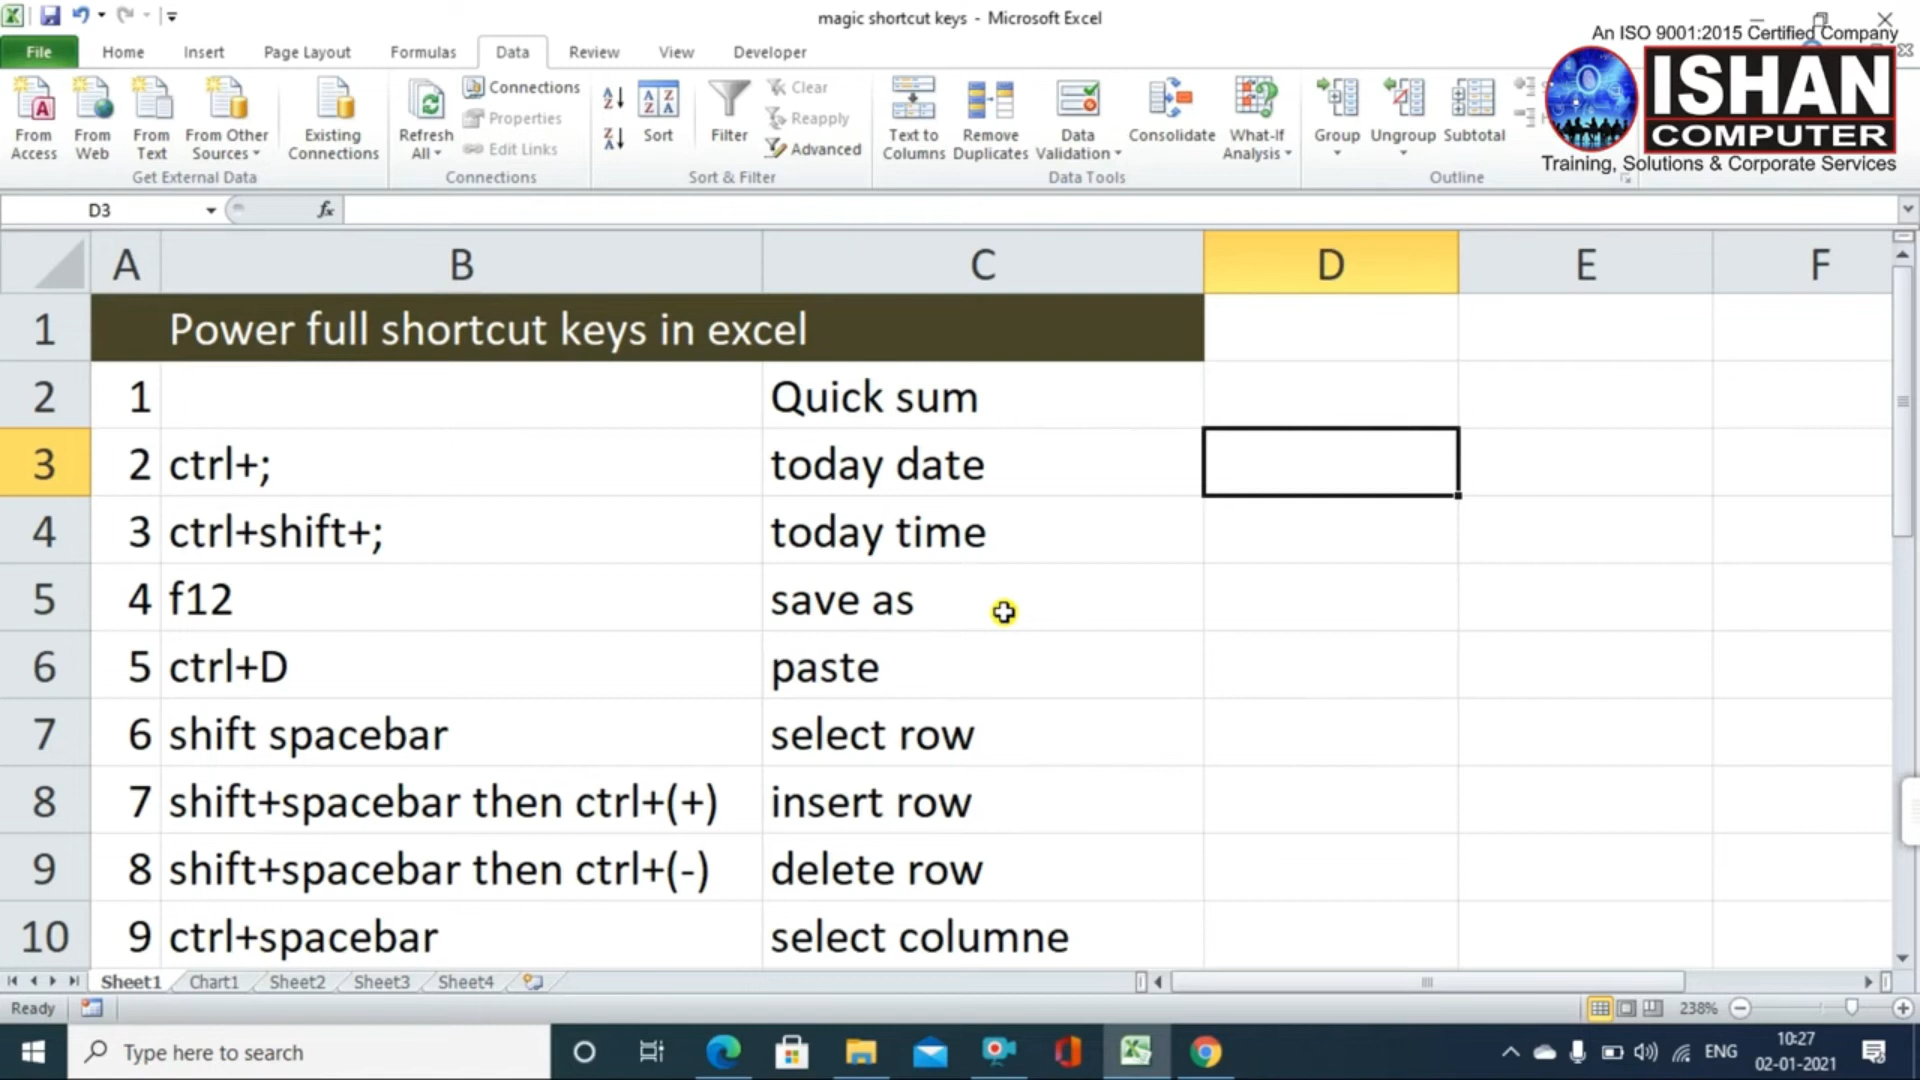 magic shortcut keys - Microsoft Excel
An ISO 9001:2015 Certified Company
ISHAN
COMPUTER
Training, Solutions & Corporate Services
File Home Insert Page Layout Formulas Data Review View Developer
From Access
From Web
From Text
From Other Sources
Existing Connections
Get External Data
Refresh All
Connections
Properties
Edit Links
Connections
Sort
Filter
Clear
Reapply
Advanced
Sort & Filter
Text to Columns
Remove Duplicates
Data Validation
Consolidate
What-If Analysis
Data Tools
Group
Ungroup
Subtotal
Outline
D3 fx
A B C D E F
1 Power full shortcut keys in excel
2 1 Quick sum
3 2 ctrl+; today date
4 3 ctrl+shift+; today time
5 4 f12 save as
6 5 ctrl+D paste
7 6 shift spacebar select row
8 7 shift+spacebar then ctrl+(+) insert row
9 8 shift+spacebar then ctrl+(-) delete row
10 9 ctrl+spacebar select columne
Sheet1 Chart1 Sheet2 Sheet3 Sheet4
Ready 238%
Type here to search
ENG
10:27
02-01-2021